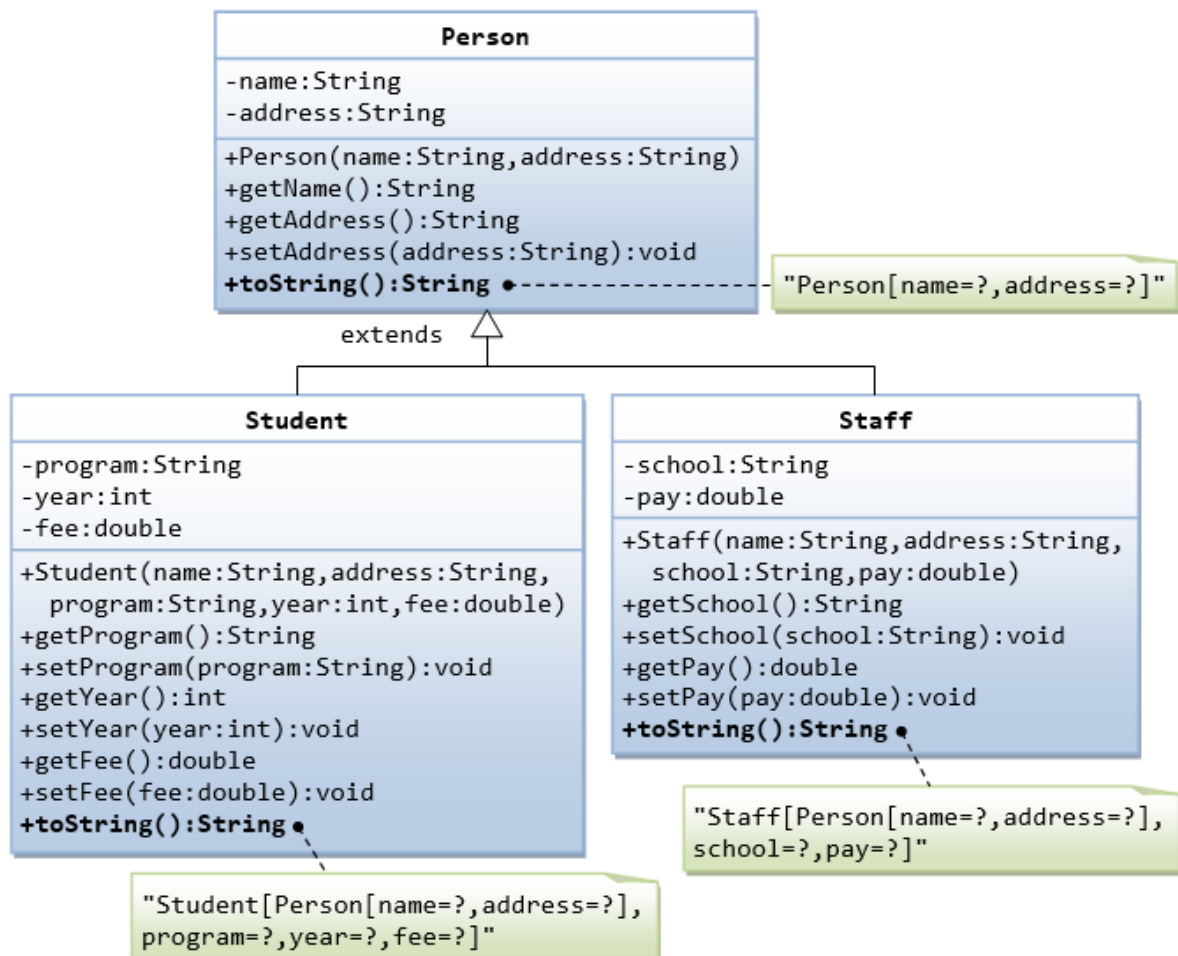 Person
-name:String
-address:String
+Person(name:String,address:String)
+getName():String
+getAddress():String
+setAddress(address:String):void
+toString():String
"Person[name=?,address=?]"
extends
Student
-program:String
-year:int
-fee:double
+Student(name:String,address:String,
program:String,year:int,fee:double)
+getProgram():String
+setProgram(program:String):void
+getYear():int
+setYear(year:int):void
+getFee():double
+setFee(fee:double):void
+toString():String
"Student[Person[name=?,address=?],
program=?,year=?,fee=?]"
Staff
-school:String
-pay:double
+Staff(name:String,address:String,
school:String,pay:double)
+getSchool():String
+setSchool(school:String):void
+getPay():double
+setPay(pay:double):void
+toString():String
"Staff[Person[name=?,address=?],
school=?,pay=?]"